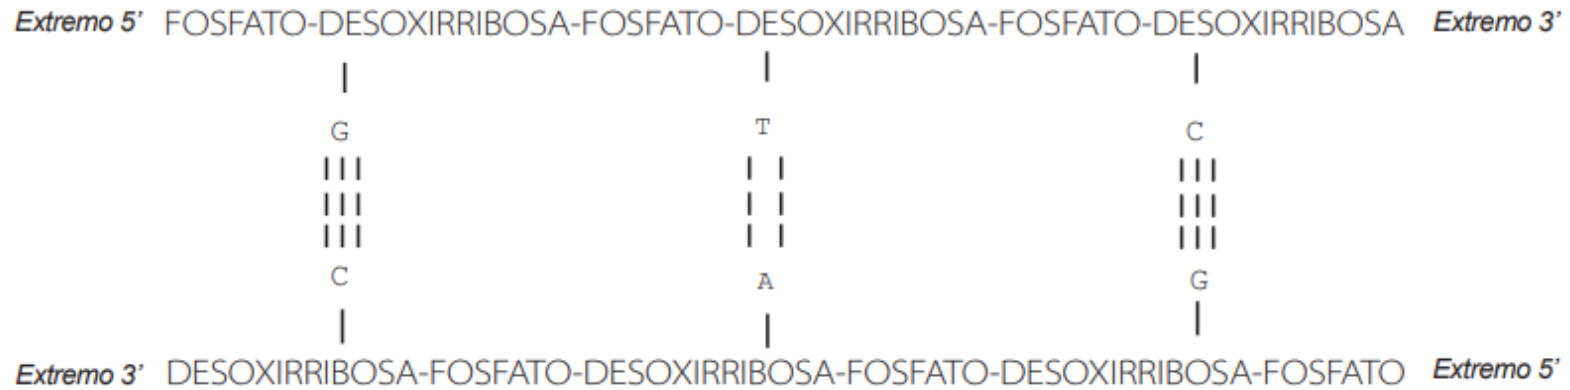 Extremo 5' FOSFATO-DESOXIRRIBOSA-FOSFATO-DESOXIRRIBOSA-FOSFATO-DESOXIRRIBOSA Extremo 3'
G T C
C A G
Extremo 3' DESOXIRRIBOSA-FOSFATO-DESOXIRRIBOSA-FOSFATO-DESOXIRRIBOSA-FOSFATO Extremo 5'